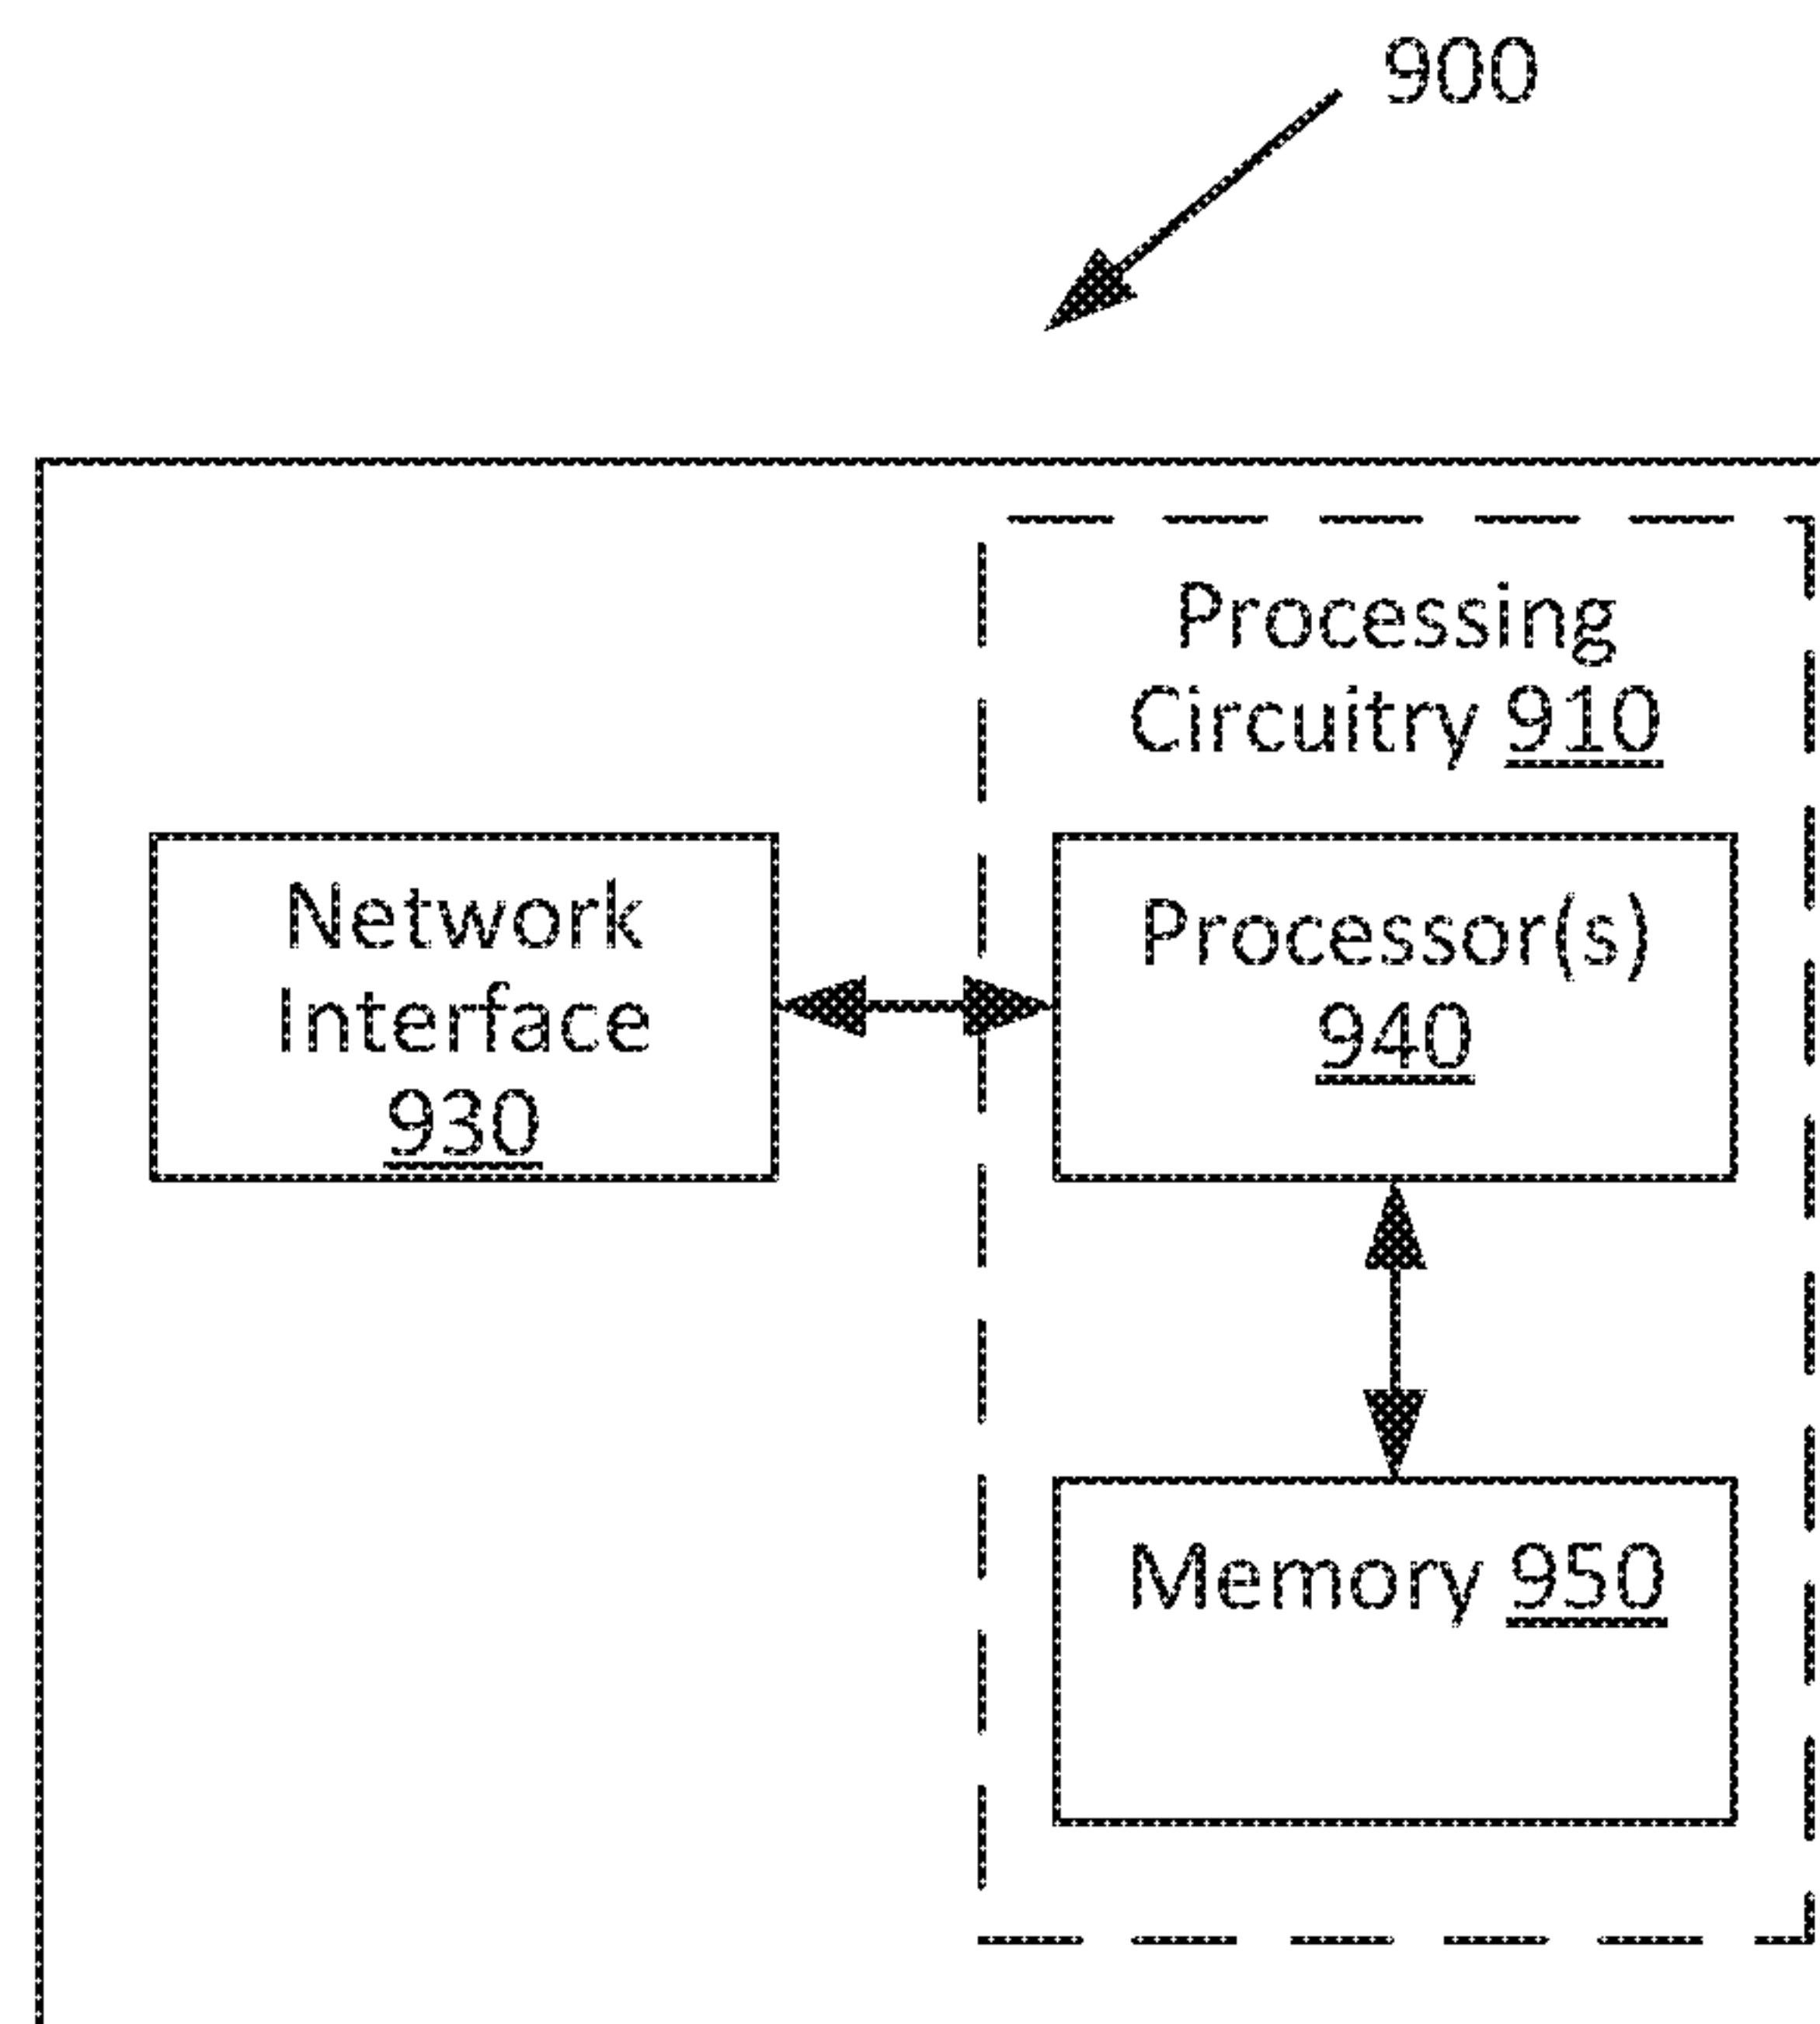 900
Processing
Circuitry 910
Network
Interface
930
Processor(s)
940
Memory 950